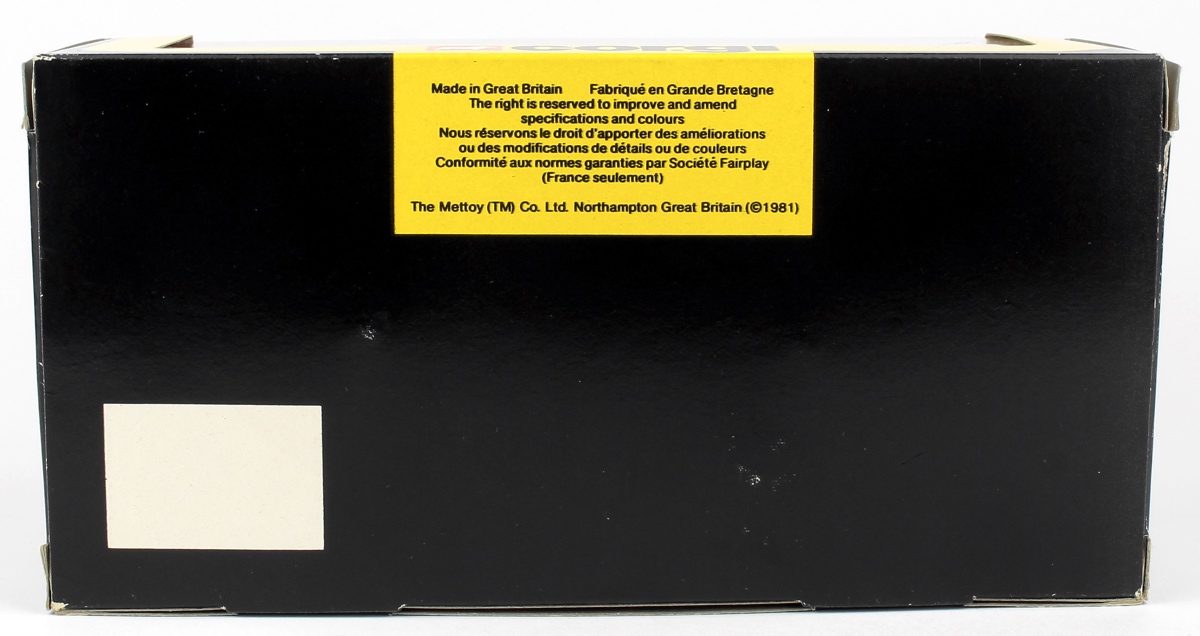 CORGI
Made in Great Britain Fabriqué en Grande Bretagne
The right is reserved to improve and amend
specifications and colours
Nous réservons le droit d'apporter des améliorations
ou des modifications de détails ou de couleurs
Conformité aux normes garanties par Société Fairplay
(France seulement)
The Mettoy (TM) Co. Ltd. Northampton Great Britain (©1981)